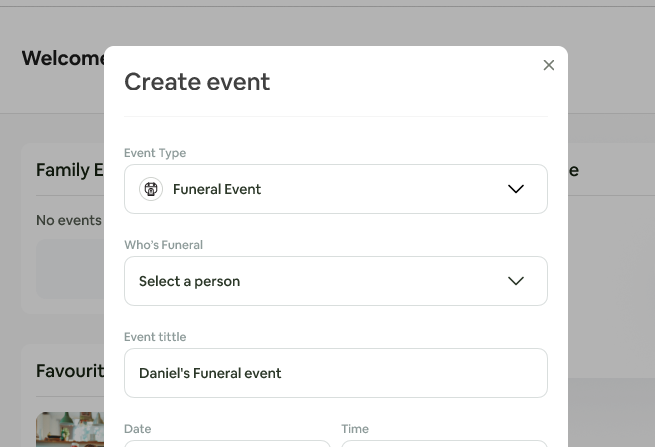 Welcome
Create event
Family E
e
Event Type
Funeral Event
No events
Who's Funeral
Select a person
Event tittle
Favourit
Daniel's Funeral event
Date
Time